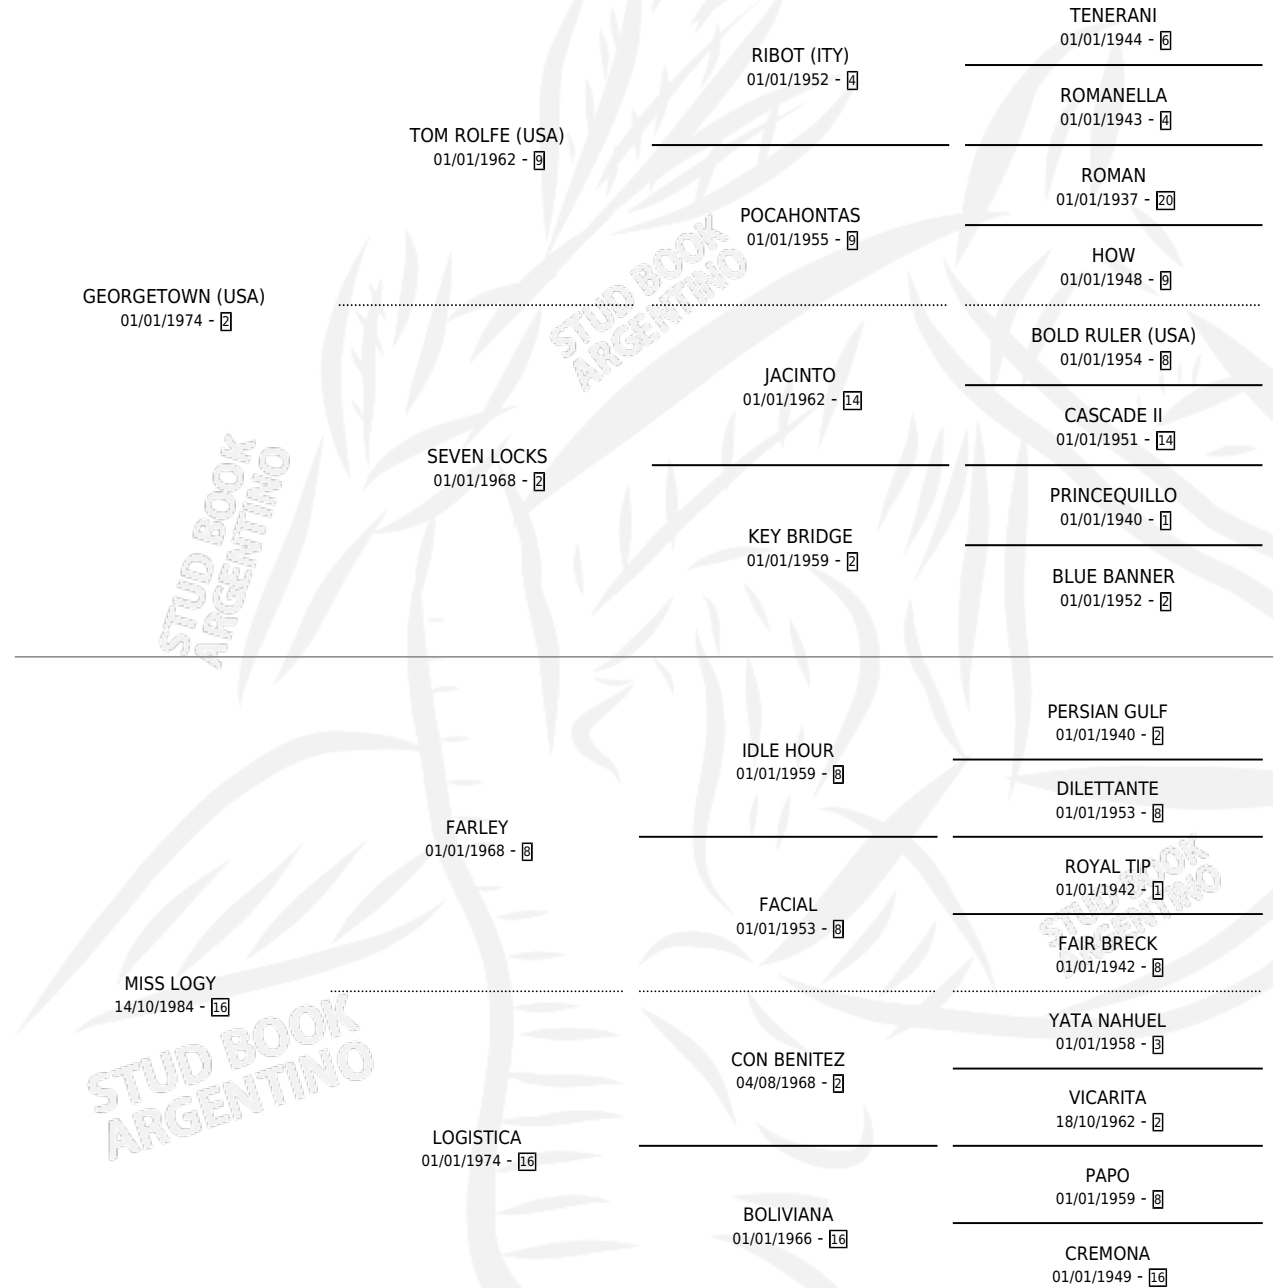 TENERANI
01/01/1944 - 6
RIBOT (ITY)
01/01/1952 - 4
ROMANELLA
01/01/1943 - 4
TOM ROLFE (USA)
01/01/1962 - 9
ROMAN
01/01/1937 - 20
POCAHONTAS
01/01/1955 - 9
HOW
01/01/1948 - 9
GEORGETOWN (USA)
01/01/1974 - 2
STUD BOOK
ARGENTINO
BOLD RULER (USA)
01/01/1954 - 8
JACINTO
01/01/1962 - 14
CASCADE II
01/01/1951 - 14
SEVEN LOCKS
01/01/1968 - 2
PRINCEQUILLO
01/01/1940 - 1
KEY BRIDGE
01/01/1959 - 2
BLUE BANNER
01/01/1952 - 2
STUD BOOK
ARGENTINO
PERSIAN GULF
01/01/1940 - 2
IDLE HOUR
01/01/1959 - 8
DILETTANTE
01/01/1953 - 8
FARLEY
01/01/1968 - 8
ROYAL TIP
01/01/1942 - 1
FACIAL
01/01/1953 - 8
FAIR BRECK
01/01/1942 - 8
STUD BOOK
ARGENTINO
MISS LOGY
14/10/1984 - 16
YATA NAHUEL
01/01/1958 - 3
CON BENITEZ
04/08/1968 - 2
VICARITA
18/10/1962 - 2
STUD BOOK
ARGENTINO
LOGISTICA
01/01/1974 - 16
PAPO
01/01/1959 - 8
BOLIVIANA
01/01/1966 - 16
CREMONA
01/01/1949 - 16